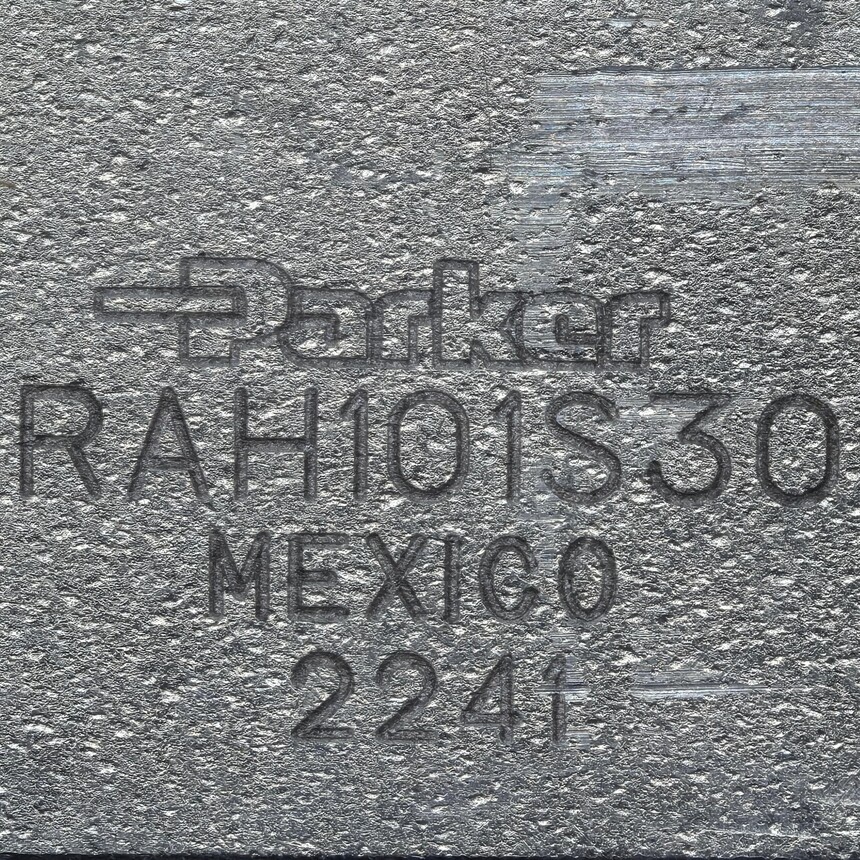 Parker
RAH101S30
MEXICO
2241